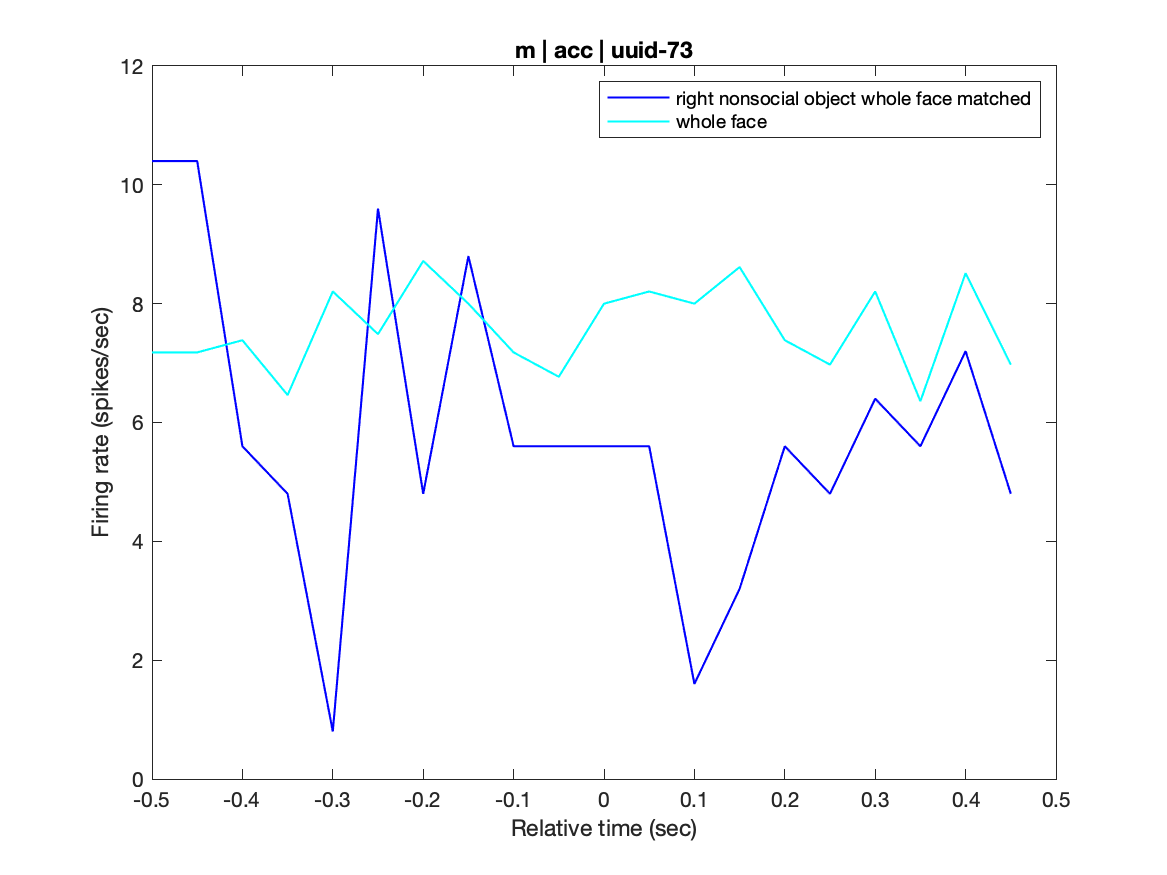 m | acc | uuid-73
right nonsocial object whole face matched
whole face
Firing rate (spikes/sec)
12
10
8
6
4
2
0
-0.5 -0.4 -0.3 -0.2 -0.1 0 0.1 0.2 0.3 0.4 0.5
Relative time (sec)